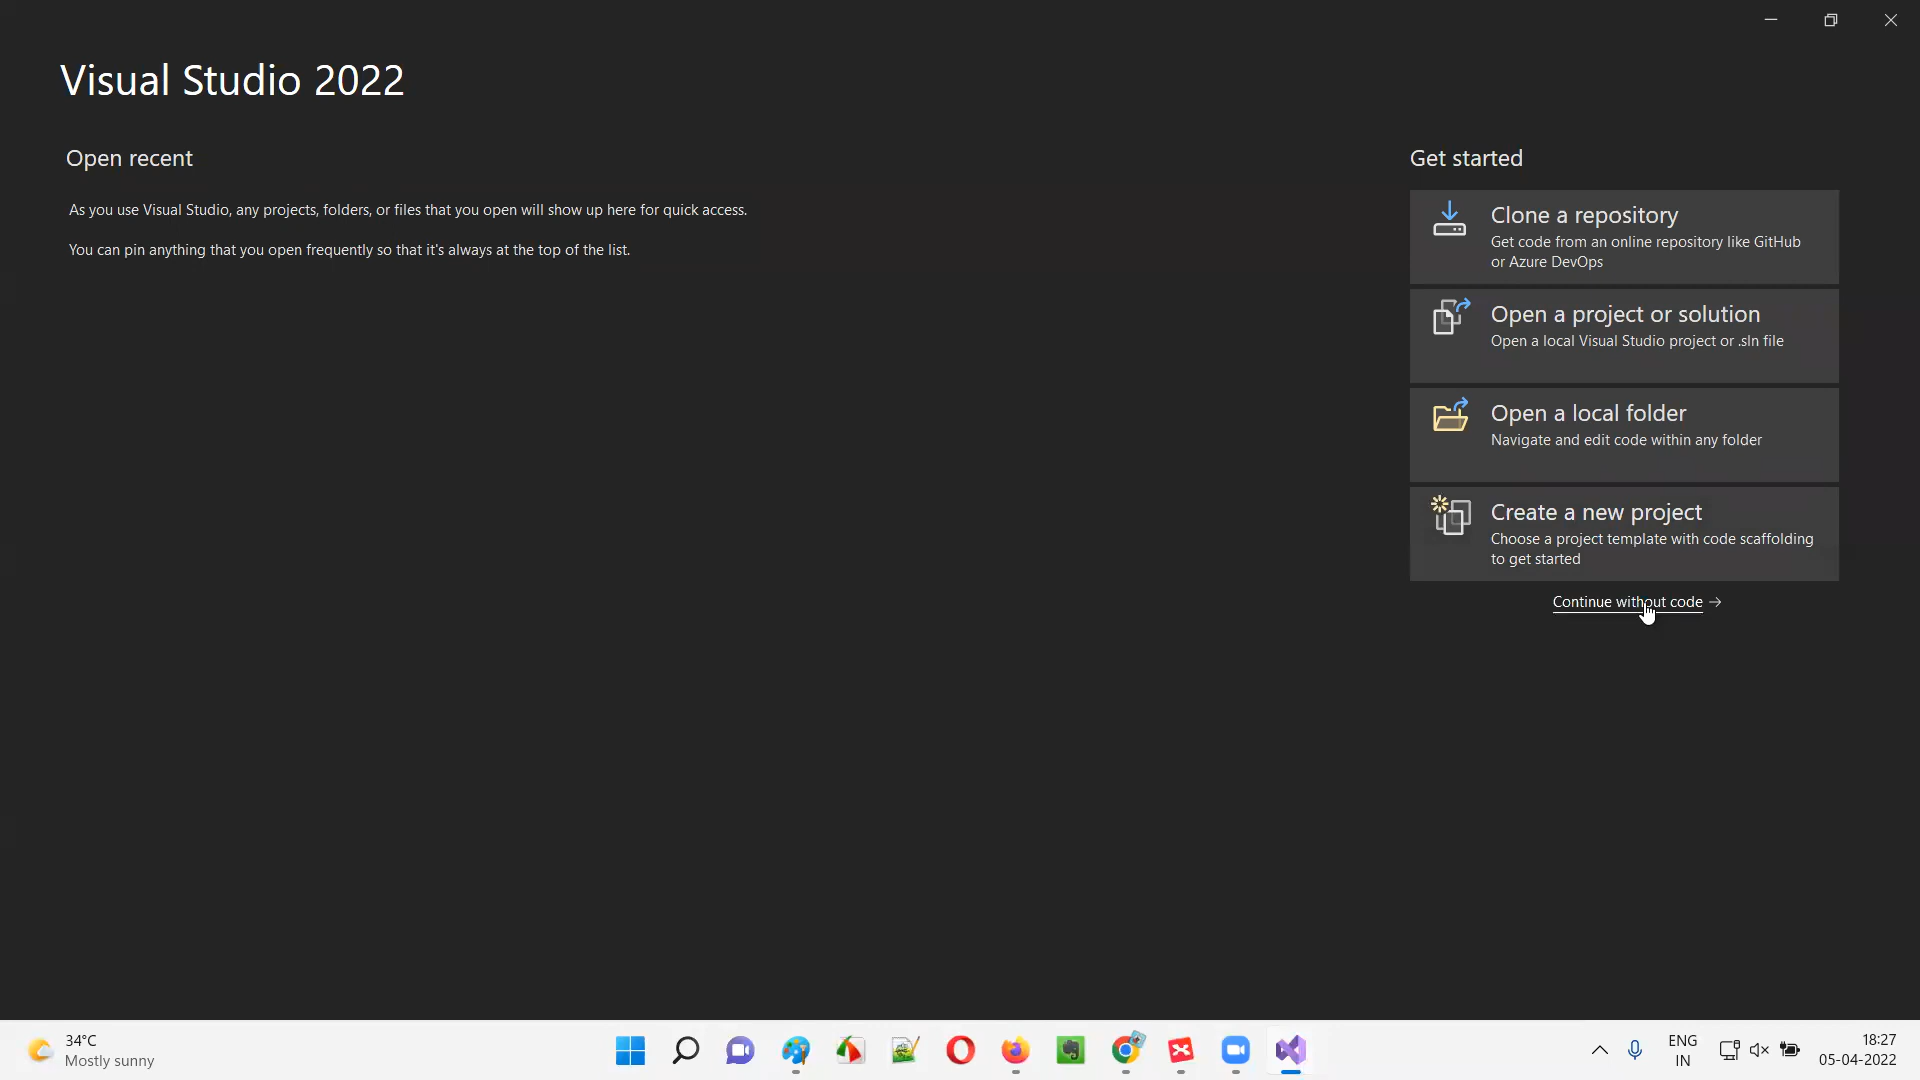 Visual Studio 2022
Open recent
As you use Visual Studio, any projects, folders, or files that you open will show up here for quick access.
You can pin anything that you open frequently so that it's always at the top of the list.
Get started
Clone a repository
Get code from an online repository like GitHub
or Azure DevOps
Open a project or solution
Open a local Visual Studio project or .sln file
Open a local folder
Navigate and edit code within any folder
Create a new project
Choose a project template with code scaffolding
to get started
Continue without code →
34°C
Mostly sunny
ENG
IN
18:27
05-04-2022